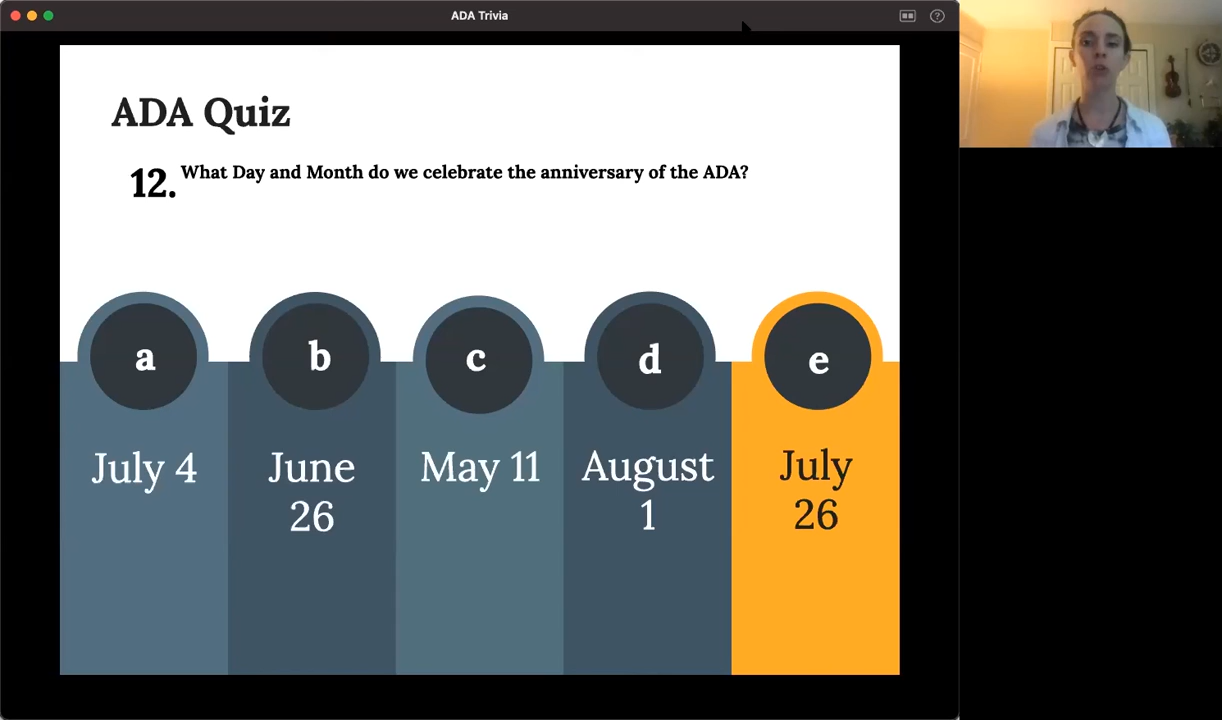 ADA Trivia
ADA Quiz
12. What Day and Month do we celebrate the anniversary of the ADA?
a
b
c
d
e
July 4
June
26
May 11
August
1
July
26